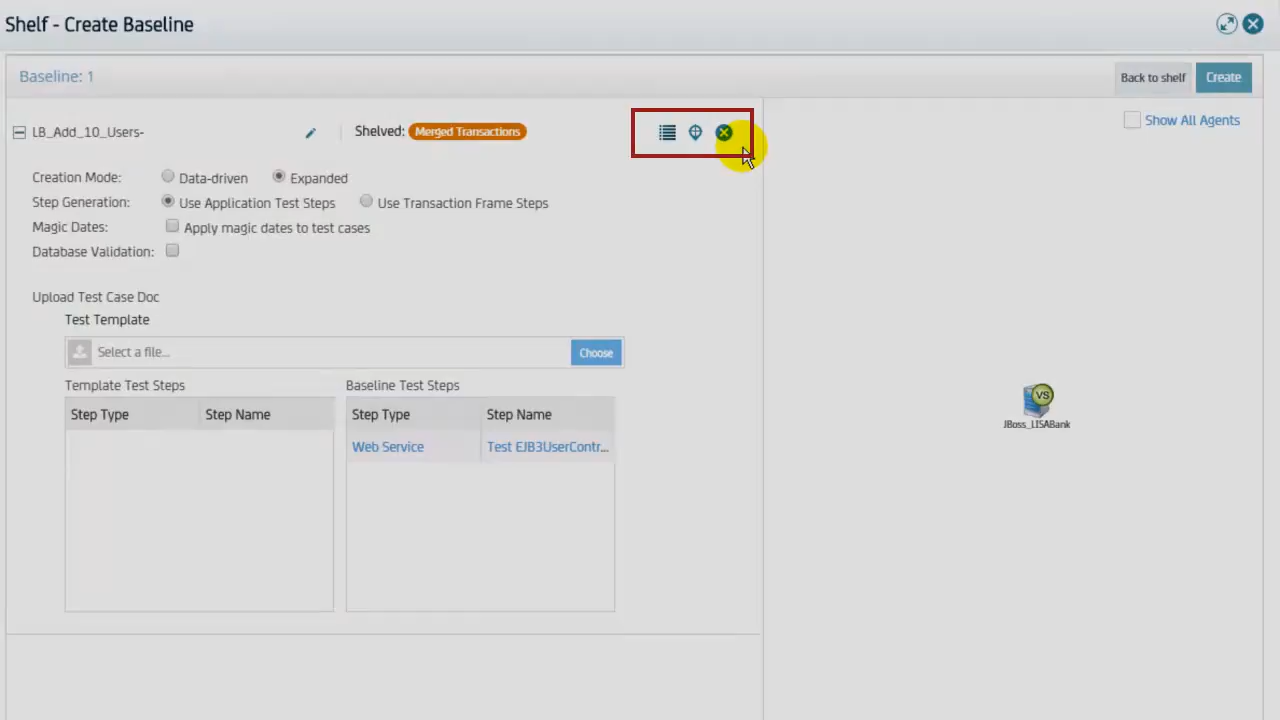 Shelf - Create Baseline
Baseline: 1
Back to shelf
Create
LB_Add_10_Users-
Shelved: Merged Transactions
Show All Agents
Creation Mode: Data-driven Expanded
Step Generation: Use Application Test Steps Use Transaction Frame Steps
Magic Dates: Apply magic dates to test cases
Database Validation:
Upload Test Case Doc
Test Template
Select a file...
Choose
Template Test Steps
Step Type Step Name
Baseline Test Steps
Step Type Step Name
Web Service Test EJB3UserContr...
VS
JBoss_LISABank